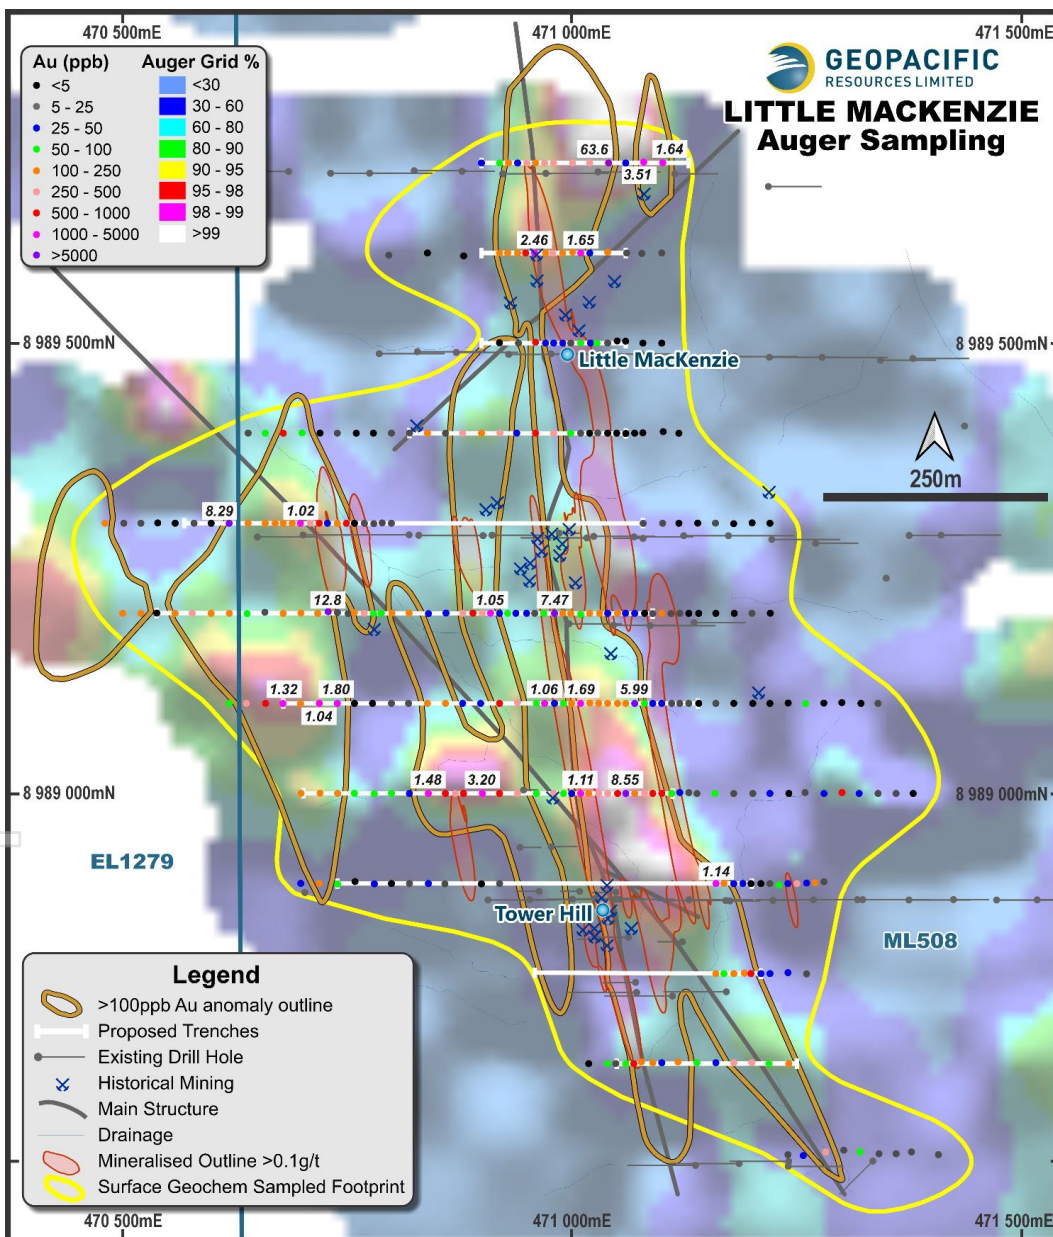 470 500mE
471 000mE
471 500mE
GEOPACIFIC
RESOURCES LIMITED
LITTLE MACKENZIE
Auger Sampling
Au (ppb)
<5
5 - 25
25 - 50
50 - 100
100 - 250
250 - 500
500 - 1000
1000 - 5000
>5000
Auger Grid %
<30
30 - 60
60 - 80
80 - 90
90 - 95
95 - 98
98 - 99
>99
63.6
1.64
3.51
2.46
1.65
8 989 500mN
8 989 500mN
Little MacKenzie
250m
8.29
1.02
12.8
1.05
7.47
1.32
1.80
1.06
1.69
5.99
1.04
1.48
3.20
1.11
8.55
8 989 000mN
8 989 000mN
EL1279
1.14
Tower Hill
ML508
Legend
>100ppb Au anomaly outline
Proposed Trenches
Existing Drill Hole
Historical Mining
Main Structure
Drainage
Mineralised Outline >0.1g/t
Surface Geochem Sampled Footprint
470 500mE
471 000mE
471 500mE